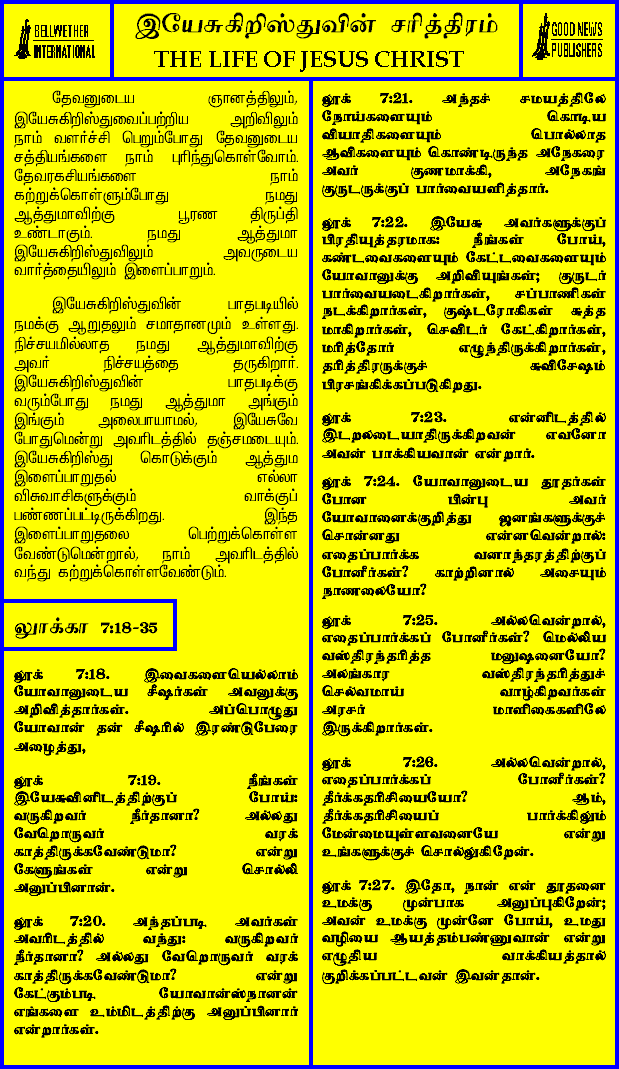 BELLWETHER
INTERNATIONAL
இயேசுகிறிஸ்துவின் சரித்திரம்
THE LIFE OF JESUS CHRIST
GOOD NEWS
PUBLISHERS
தேவனுடைய ஞானத்திலும்,
இயேசுகிறிஸ்துவைப்பற்றிய அறிவிலும்
நாம் வளர்ச்சி பெறும்போது தேவனுடைய
சத்தியங்களை நாம் புரிந்துகொள்வோம்.
தேவரகசியங்களை நாம்
கற்றுக்கொள்ளும்போது நமது
ஆத்துமாவிற்கு பூரண திருப்தி
உண்டாகும். நமது ஆத்துமா
இயேசுகிறிஸ்துவிலும் அவருடைய
வார்த்தையிலும் இளைப்பாறும்.
இயேசுகிறிஸ்துவின் பாதபடியில்
நமக்கு ஆறுதலும் சமாதானமும் உள்ளது.
நிச்சயமில்லாத நமது ஆத்துமாவிற்கு
அவர் நிச்சயத்தை தருகிறார்.
இயேசுகிறிஸ்துவின் பாதபடிக்கு
வரும்போது நமது ஆத்துமா அங்கும்
இங்கும் அலைபாயாமல், இயேசுவே
போதுமென்று அவரிடத்தில் தஞ்சமடையும்.
இயேசுகிறிஸ்து கொடுக்கும் ஆத்தும
இளைப்பாறுதல் எல்லா
விசுவாசிகளுக்கும் வாக்குப்
பண்ணப்பட்டிருக்கிறது. இந்த
இளைப்பாறுதலை பெற்றுக்கொள்ள
வேண்டுமென்றால், நாம் அவரிடத்தில்
வந்து கற்றுக்கொள்ளவேண்டும்.
லூக்கா 7:18-35
லூக் 7:18. இவைகளையெல்லாம்
யோவானுடைய சீஷர்கள் அவனுக்கு
அறிவித்தார்கள். அப்பொழுது
யோவான் தன் சீஷரில் இரண்டுபேரை
அழைத்து,
லூக் 7:19. நீங்கள்
இயேசுவினிடத்திற்குப் போய்:
வருகிறவர் நீர்தானா? அல்லது
வேறொருவர் வரக்
காத்திருக்கவேண்டுமா? என்று
கேளுங்கள் என்று சொல்லி
அனுப்பினான்.
லூக் 7:20. அந்தப்படி அவர்கள்
அவரிடத்தில் வந்து: வருகிறவர்
நீர்தானா? அல்லது வேறொருவர் வரக்
காத்திருக்கவேண்டுமா? என்று
கேட்கும்படி யோவான்ஸ்நானன்
எங்களை உம்மிடத்திற்கு அனுப்பினார்
என்றார்கள்.
லூக் 7:21. அந்தச் சமயத்திலே
நோய்களையும் கொடிய
வியாதிகளையும் பொல்லாத
ஆவிகளையும் கொண்டிருந்த அநேகரை
அவர் குணமாக்கி, அநேகங்
குருடருக்குப் பார்வையளித்தார்.
லூக் 7:22. இயேசு அவர்களுக்குப்
பிரதியுத்தரமாக: நீங்கள் போய்,
கண்டவைகளையும் கேட்டவைகளையும்
யோவானுக்கு அறிவியுங்கள்; குருடர்
பார்வையடைகிறார்கள், சப்பாணிகள்
நடக்கிறார்கள், குஷ்டரோகிகள் சுத்த
மாகிறார்கள், செவிடர் கேட்கிறார்கள்,
மரித்தோர் எழுந்திருக்கிறார்கள்,
தரித்திரருக்குச் சுவிசேஷம்
பிரசங்கிக்கப்படுகிறது.
லூக் 7:23. என்னிடத்தில்
இடறலடையாதிருக்கிறவன் எவனோ
அவன் பாக்கியவான் என்றார்.
லூக் 7:24. யோவானுடைய தூதர்கள்
போன பின்பு அவர்
யோவானைக்குறித்து ஜனங்களுக்குச்
சொன்னது என்னவென்றால்:
எதைப்பார்க்க வனாந்தரத்திற்குப்
போனீர்கள்? காற்றினால் அசையும்
நாணலையோ?
லூக் 7:25. அல்லவென்றால்,
எதைப்பார்க்கப் போனீர்கள்? மெல்லிய
வஸ்திரந்தரித்த மனுஷனையோ?
அலங்கார வஸ்திரந்தரித்துச்
செல்வமாய் வாழ்கிறவர்கள்
அரசர் மாளிகைகளிலே
இருக்கிறார்கள்.
லூக் 7:26. அல்லவென்றால்,
எதைப்பார்க்கப் போனீர்கள்?
தீர்க்கதரிசியையோ? ஆம்,
தீர்க்கதரிசியைப் பார்க்கிலும்
மேன்மையுள்ளவனையே என்று
உங்களுக்குச் சொல்லுகிறேன்.
லூக் 7:27. இதோ, நான் என் தூதனை
உமக்கு முன்பாக அனுப்புகிறேன்;
அவன் உமக்கு முன்னே போய், உமது
வழியை ஆயத்தம்பண்ணுவான் என்று
எழுதிய வாக்கியத்தால்
குறிக்கப்பட்டவன் இவன்தான்.